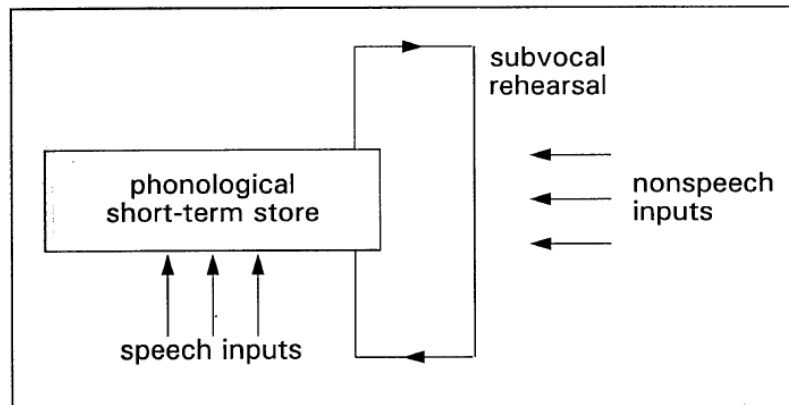 subvocal
rehearsal
phonological
short-term store
nonspeech
inputs
speech inputs